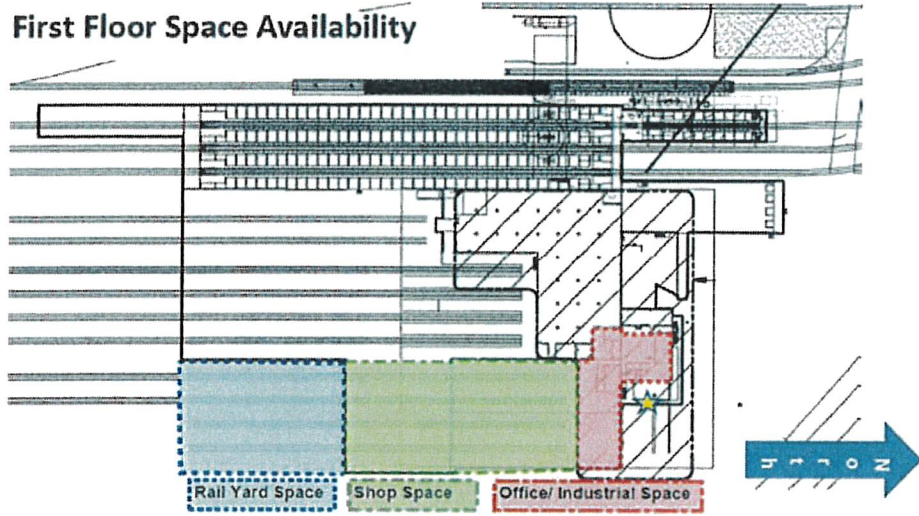 First Floor Space Availability
North
Rail Yard Space
Shop Space
Office/ Industrial Space